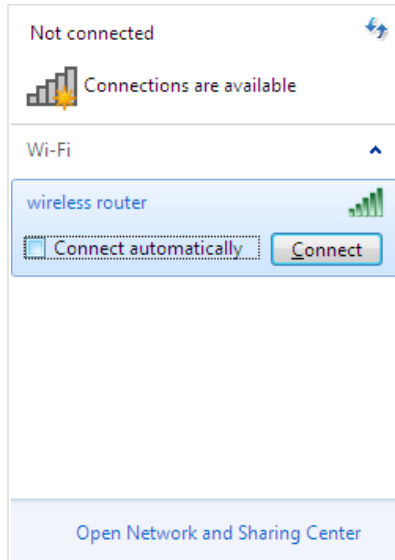 Not connected
Connections are available
Wi-Fi
wireless router
Connect automatically
Connect
Open Network and Sharing Center